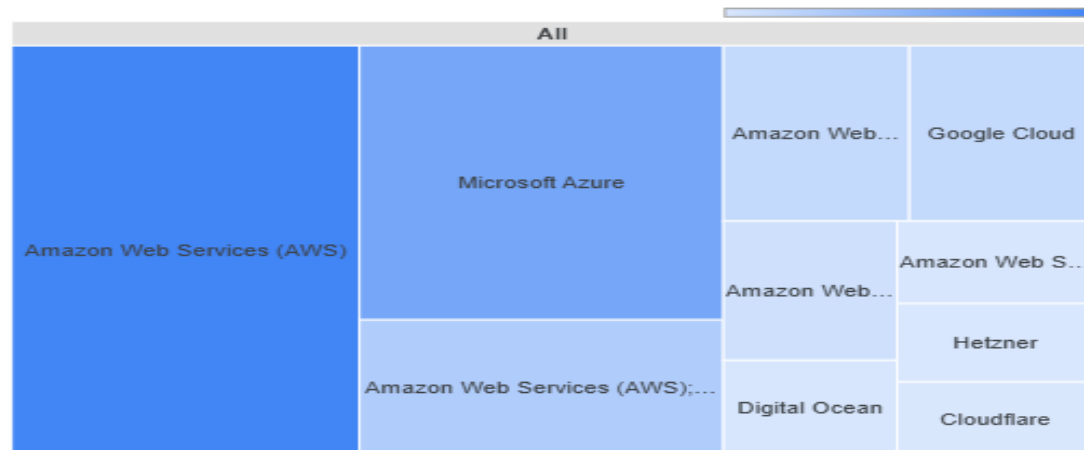 All
Amazon Web Services (AWS)
Microsoft Azure
Amazon Web Services (AWS);...
Amazon Web...
Google Cloud
Amazon Web...
Digital Ocean
Amazon Web S...
Hetzner
Cloudflare